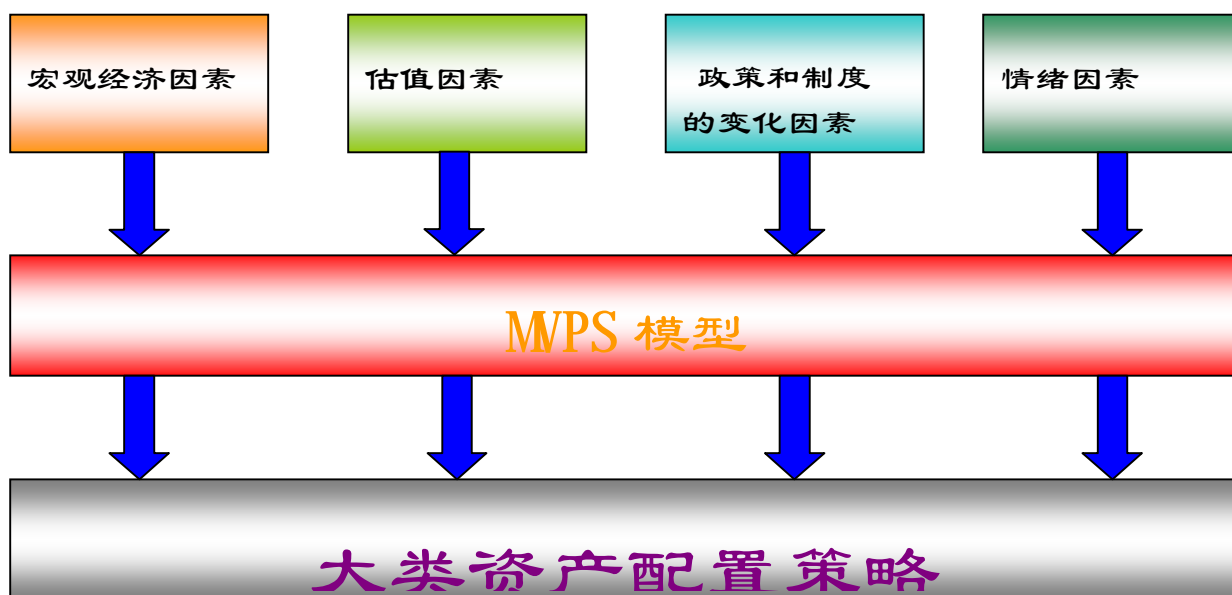 宏观经济因素
估值因素
政策和制度
的变化因素
情绪因素
MVPS 模型
大类资产配置策略